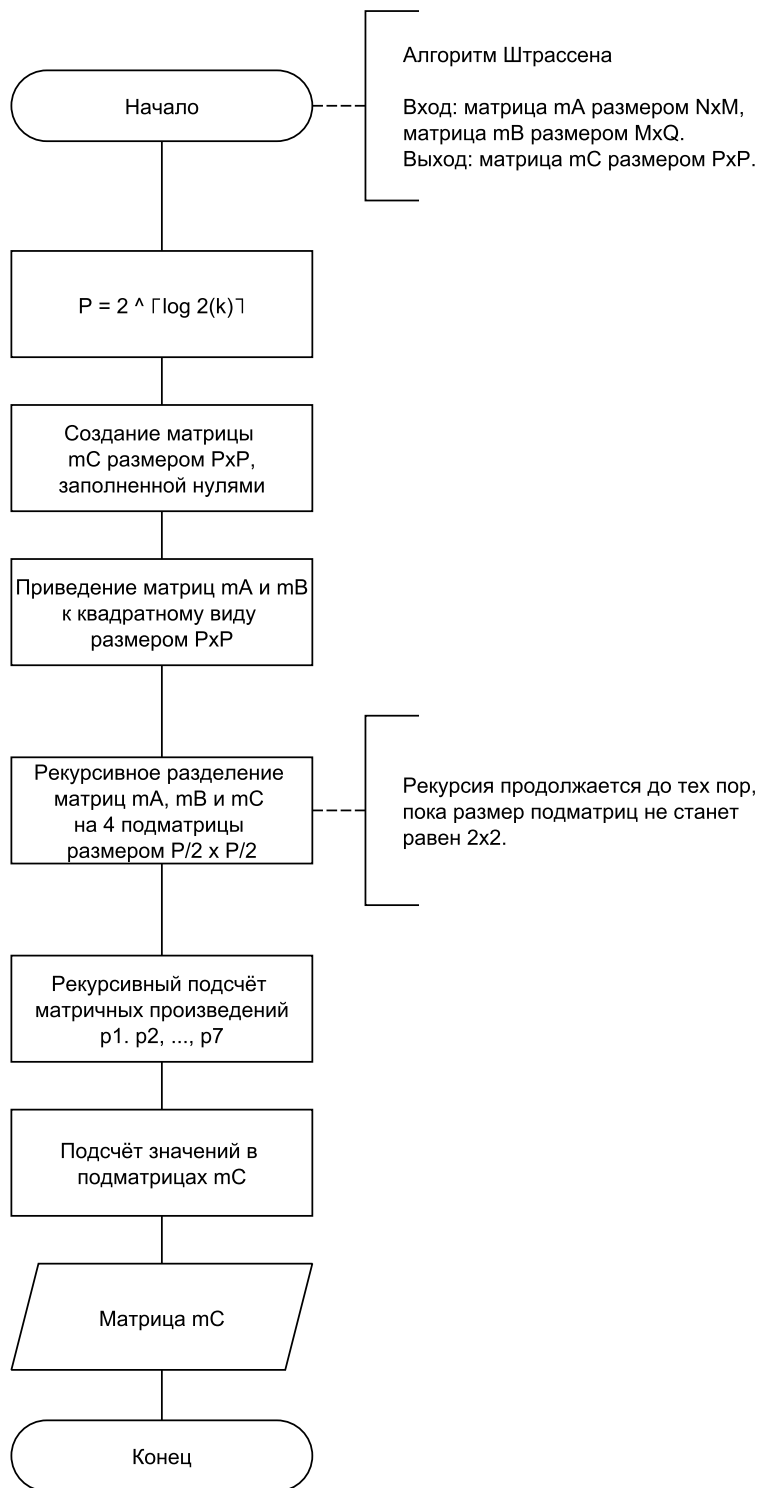 Начало
Алгоритм Штрассена
Вход: матрица mA размером NxM,
матрица mB размером MxQ.
Выход: матрица mC размером PxP.
P = 2 ^ ⌈log 2(k)⌉
Создание матрицы
mC размером PxP,
заполненной нулями
Приведение матриц mA и mB
к квадратному виду
размером PxP
Рекурсивное разделение
матриц mA, mB и mC
на 4 подматрицы
размером P/2 x P/2
Рекурсия продолжается до тех пор,
пока размер подматриц не станет
равен 2x2.
Рекурсивный подсчёт
матричных произведений
p1. p2, ..., p7
Подсчёт значений в
подматрицах mC
Матрица mC
Конец